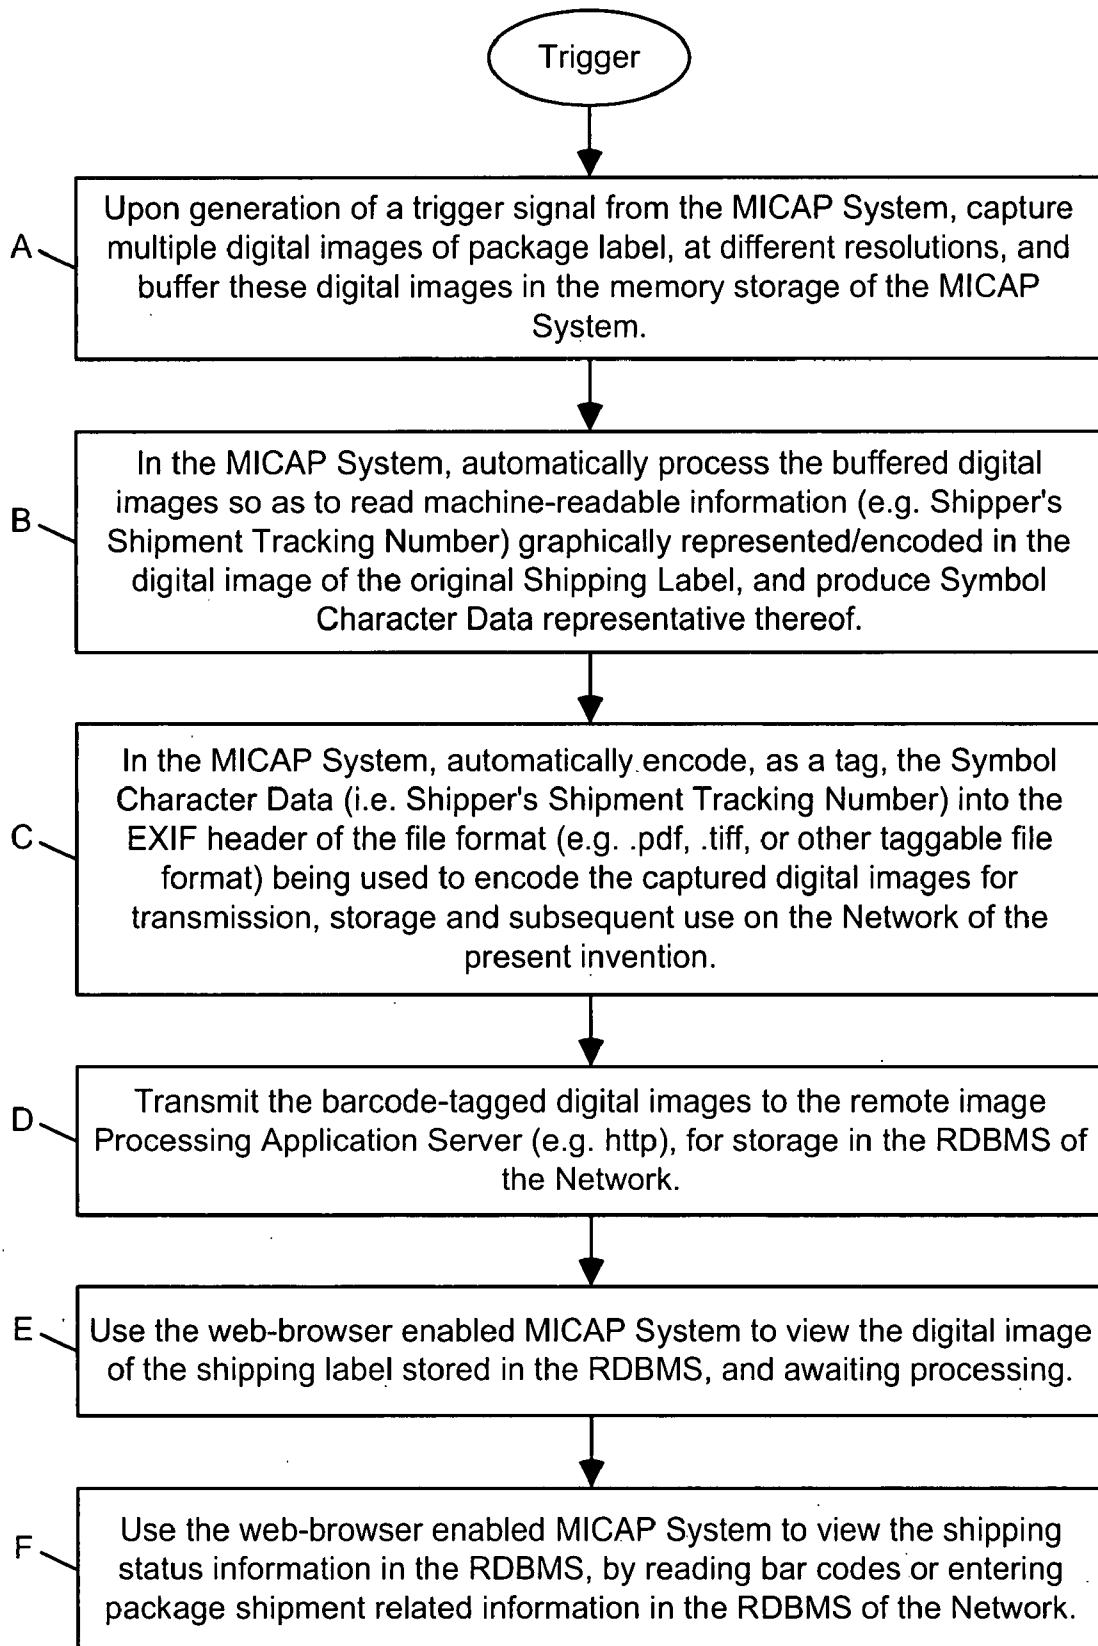 Trigger
A
Upon generation of a trigger signal from the MICAP System, capture
multiple digital images of package label, at different resolutions, and
buffer these digital images in the memory storage of the MICAP
System.
B
In the MICAP System, automatically process the buffered digital
images so as to read machine-readable information (e.g. Shipper's
Shipment Tracking Number) graphically represented/encoded in the
digital image of the original Shipping Label, and produce Symbol
Character Data representative thereof.
C
In the MICAP System, automatically encode, as a tag, the Symbol
Character Data (i.e. Shipper's Shipment Tracking Number) into the
EXIF header of the file format (e.g. .pdf, .tiff, or other taggable file
format) being used to encode the captured digital images for
transmission, storage and subsequent use on the Network of the
present invention.
D
Transmit the barcode-tagged digital images to the remote image
Processing Application Server (e.g. http), for storage in the RDBMS of
the Network.
E
Use the web-browser enabled MICAP System to view the digital image
of the shipping label stored in the RDBMS, and awaiting processing.
F
Use the web-browser enabled MICAP System to view the shipping
status information in the RDBMS, by reading bar codes or entering
package shipment related information in the RDBMS of the Network.